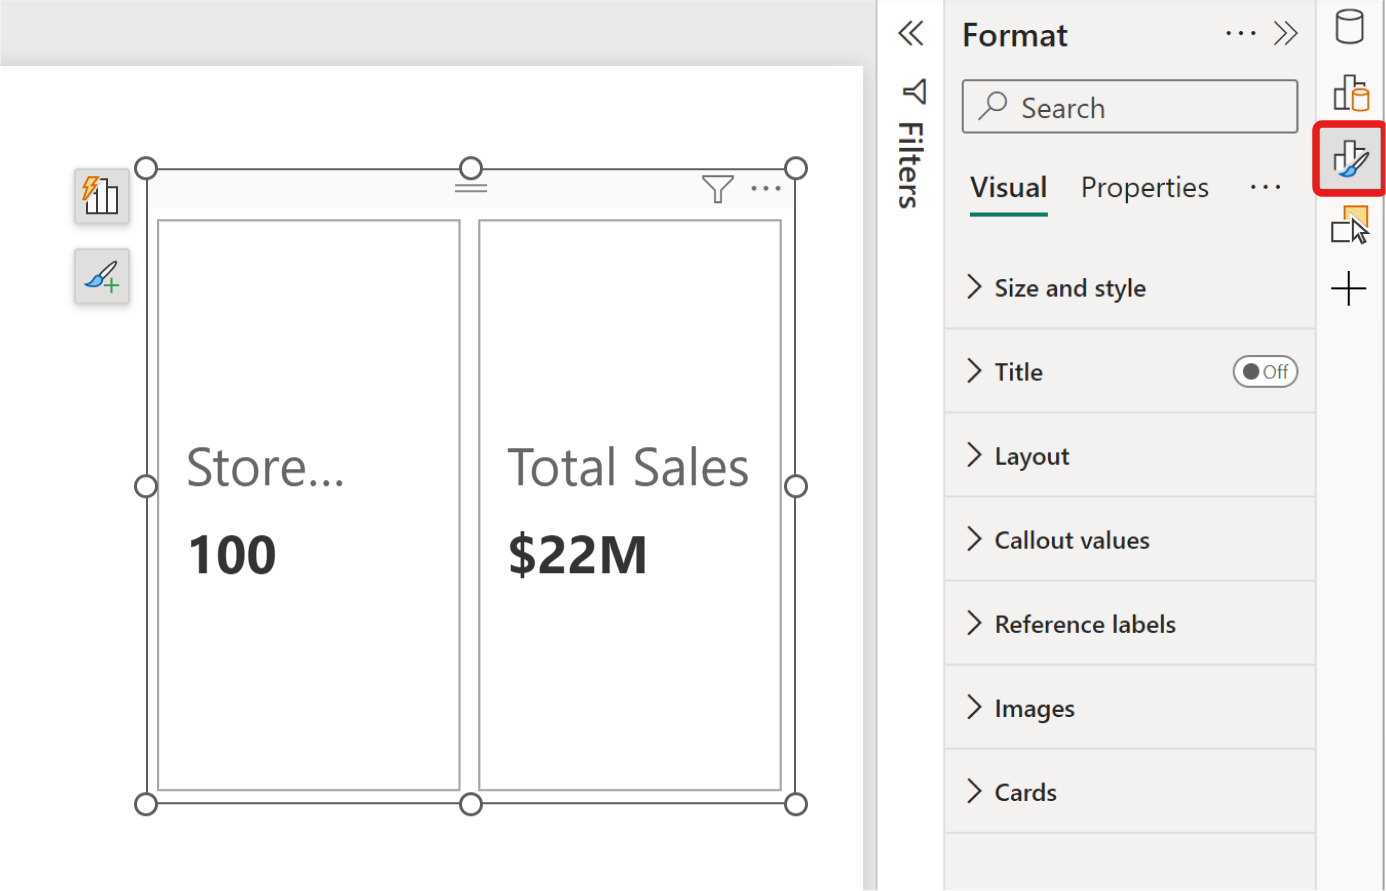 Store...
100
Total Sales
$22M
Filters
Format
Search
Visual Properties
Size and style
Title Off
Layout
Callout values
Reference labels
Images
Cards